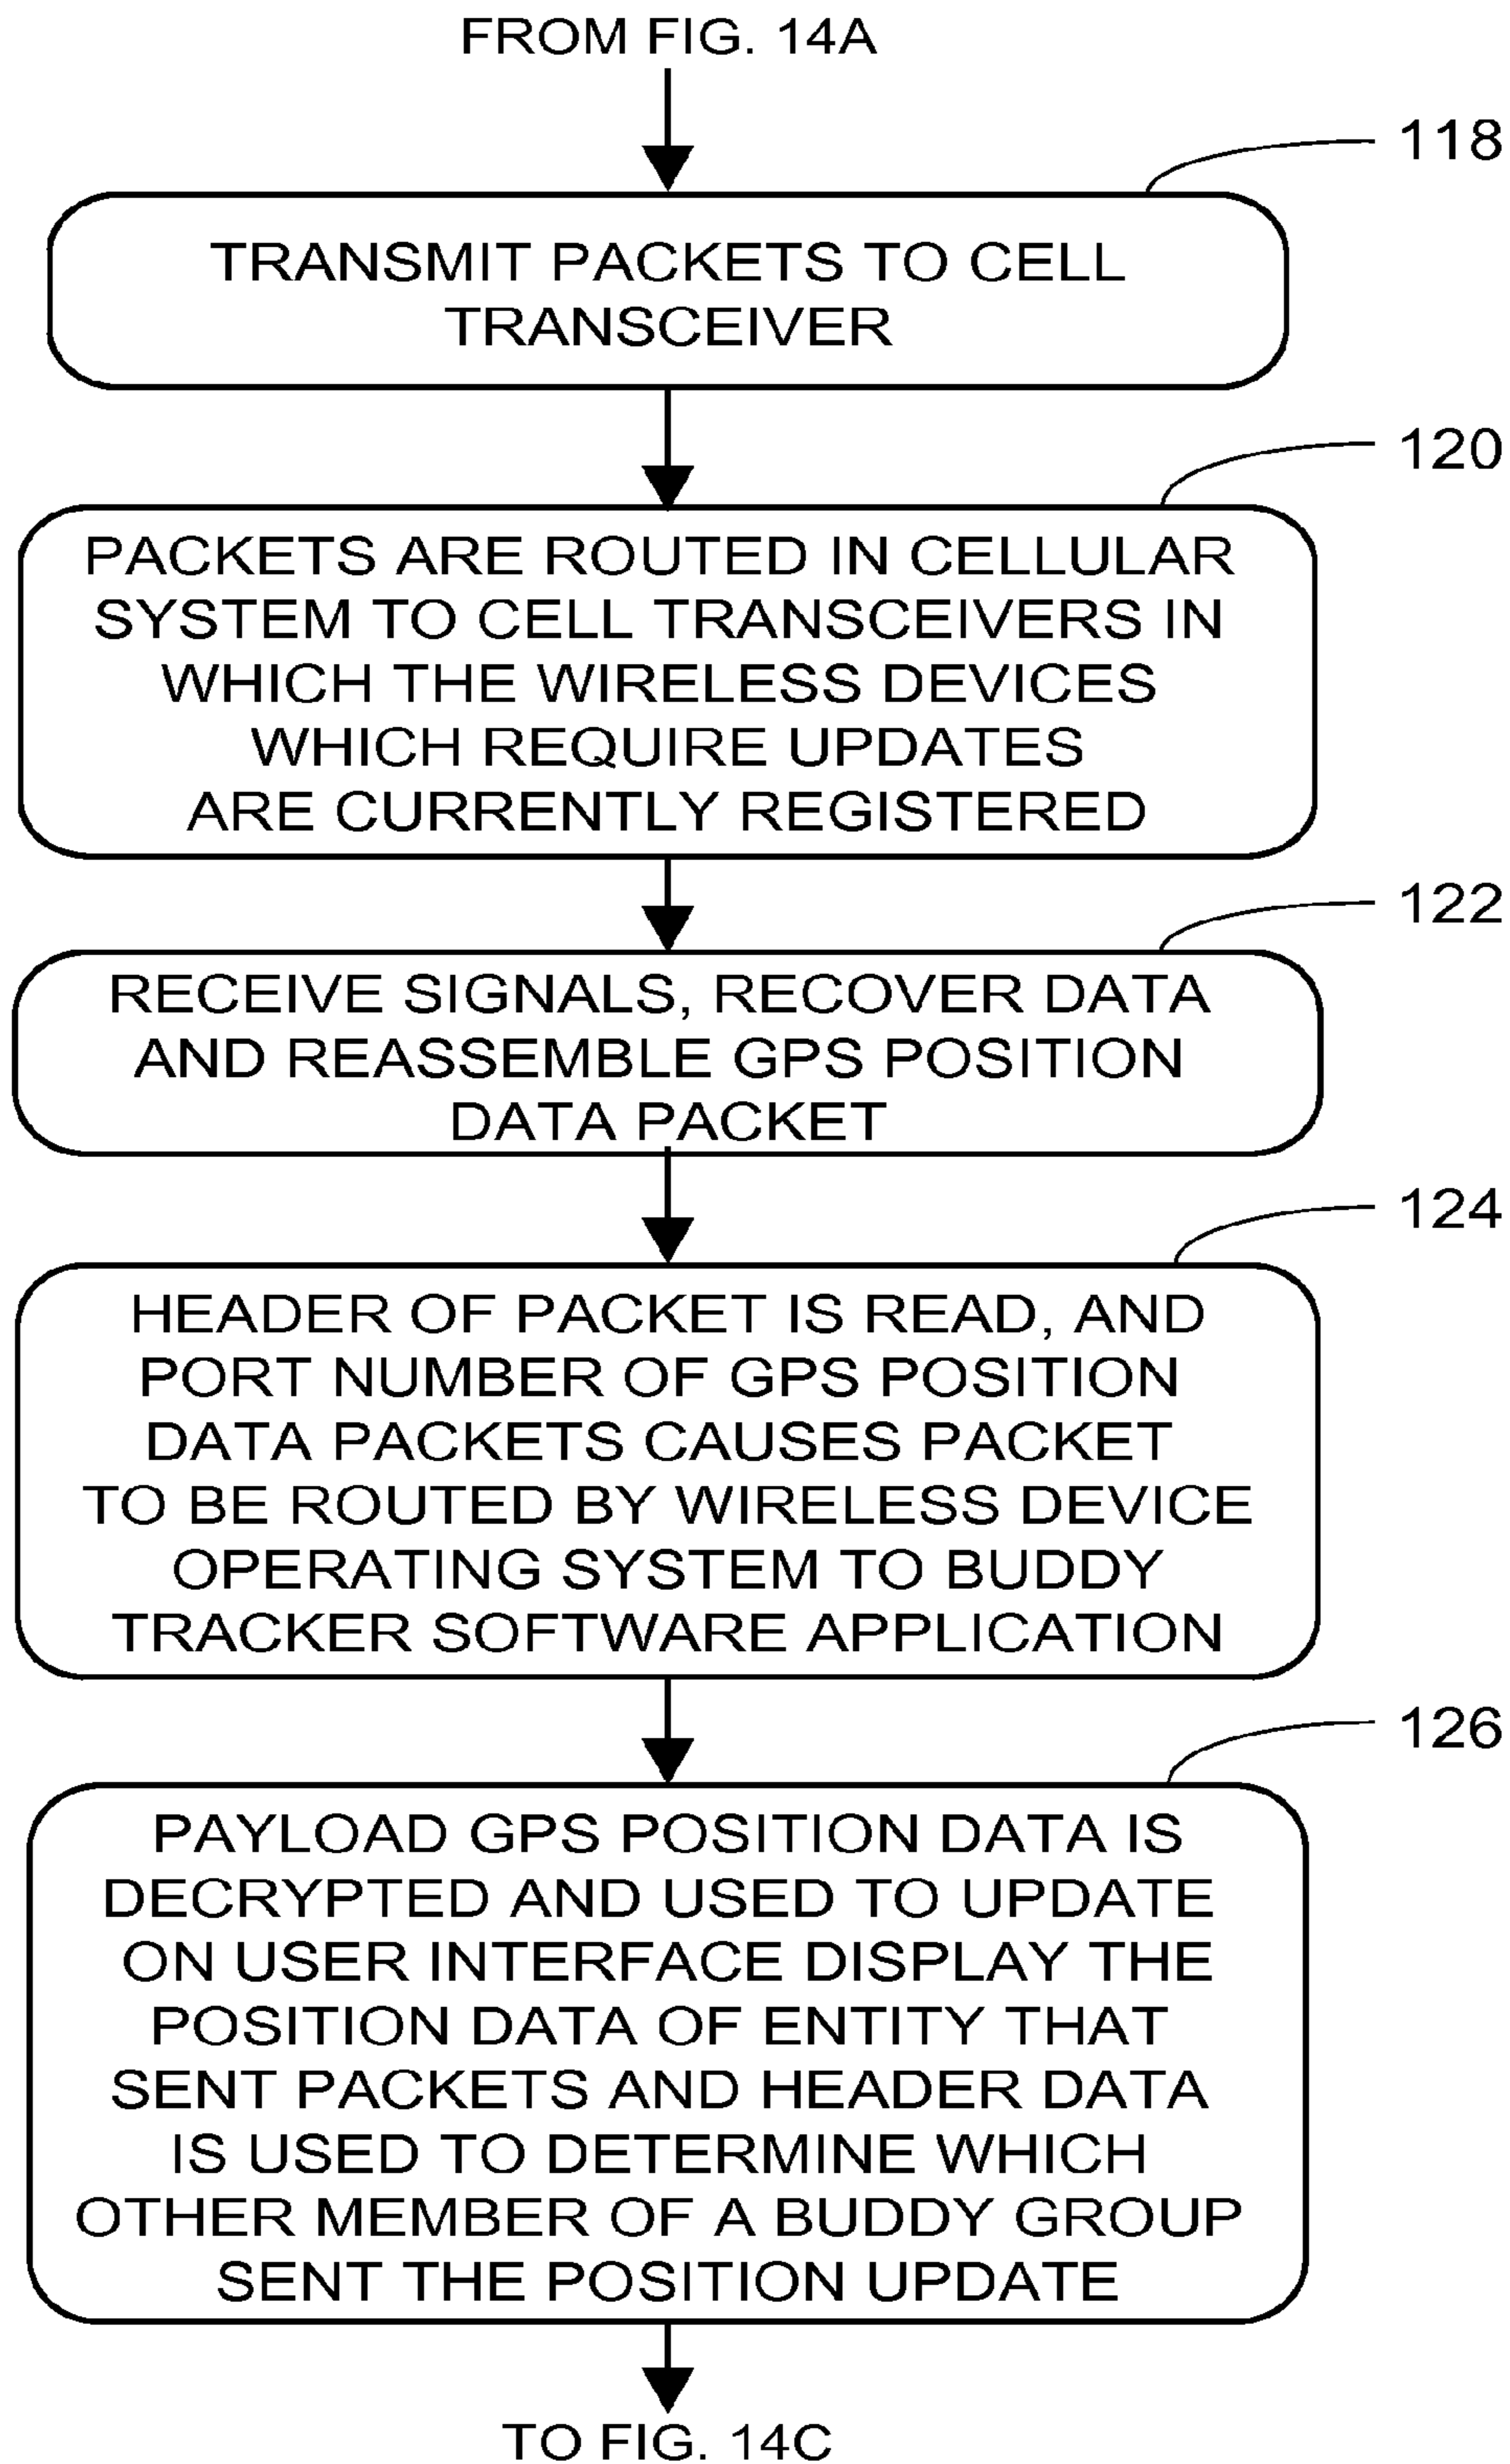 FROM FIG. 14A
118
TRANSMIT PACKETS TO CELL
TRANSCEIVER
120
PACKETS ARE ROUTED IN CELLULAR
SYSTEM TO CELL TRANSCEIVERS IN
WHICH THE WIRELESS DEVICES
WHICH REQUIRE UPDATES
ARE CURRENTLY REGISTERED
122
RECEIVE SIGNALS, RECOVER DATA
AND REASSEMBLE GPS POSITION
DATA PACKET
124
HEADER OF PACKET IS READ, AND
PORT NUMBER OF GPS POSITION
DATA PACKETS CAUSES PACKET
TO BE ROUTED BY WIRELESS DEVICE
OPERATING SYSTEM TO BUDDY
TRACKER SOFTWARE APPLICATION
126
PAYLOAD GPS POSITION DATA IS
DECRYPTED AND USED TO UPDATE
ON USER INTERFACE DISPLAY THE
POSITION DATA OF ENTITY THAT
SENT PACKETS AND HEADER DATA
IS USED TO DETERMINE WHICH
OTHER MEMBER OF A BUDDY GROUP
SENT THE POSITION UPDATE
TO FIG. 14C